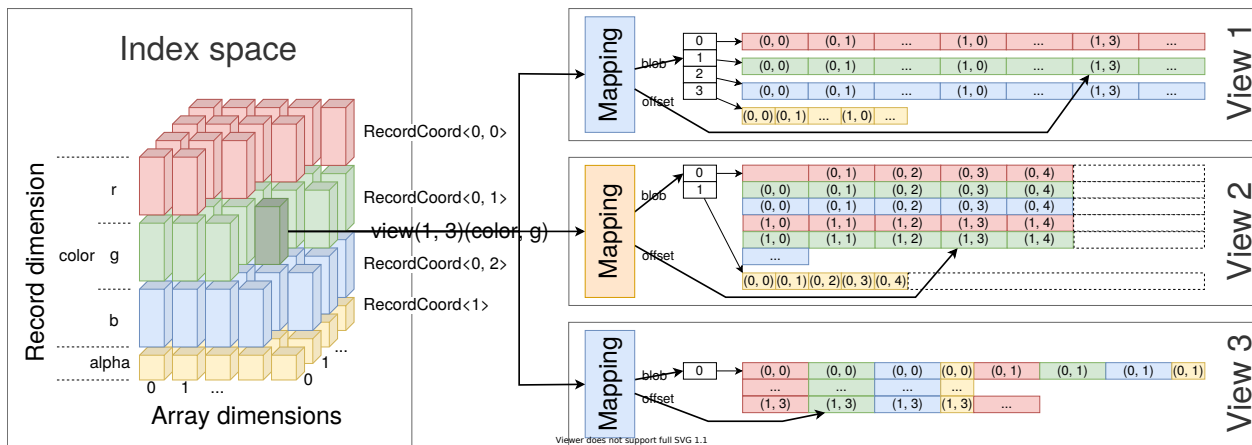 Index space
Record dimension
color
r
g
b
alpha
0
1
...
0
1
...
Array dimensions
RecordCoord<0, 0>
RecordCoord<0, 1>
view(1, 3)(color, g)
RecordCoord<0, 2>
RecordCoord<1>
View 1
Mapping
blob
offset
0
1
2
3
(0, 0) (0, 1) ... (1, 0) ... (1, 3) ...
(0, 0) (0, 1) ... (1, 0) ... (1, 3) ...
(0, 0) (0, 1) ... (1, 0) ... (1, 3) ...
(0, 0) (0, 1) ... (1, 0) ...
View 2
Mapping
blob
offset
0
1
(0, 1) (0, 2) (0, 3) (0, 4)
(0, 0) (0, 1) (0, 2) (0, 3) (0, 4)
(0, 0) (0, 1) (0, 2) (0, 3) (0, 4)
(1, 0) (1, 1) (1, 2) (1, 3) (1, 4)
(1, 0) (1, 1) (1, 2) (1, 3) (1, 4)
...
(0, 0) (0, 1) (0, 2) (0, 3) (0, 4)
View 3
Mapping
blob
offset
0
(0, 0) (0, 0) (0, 0) (0, 0) (0, 1) (0, 1) (0, 1) (0, 1)
... ... ... ...
(1, 3) (1, 3) (1, 3) (1, 3) ...
Viewer does not support full SVG 1.1